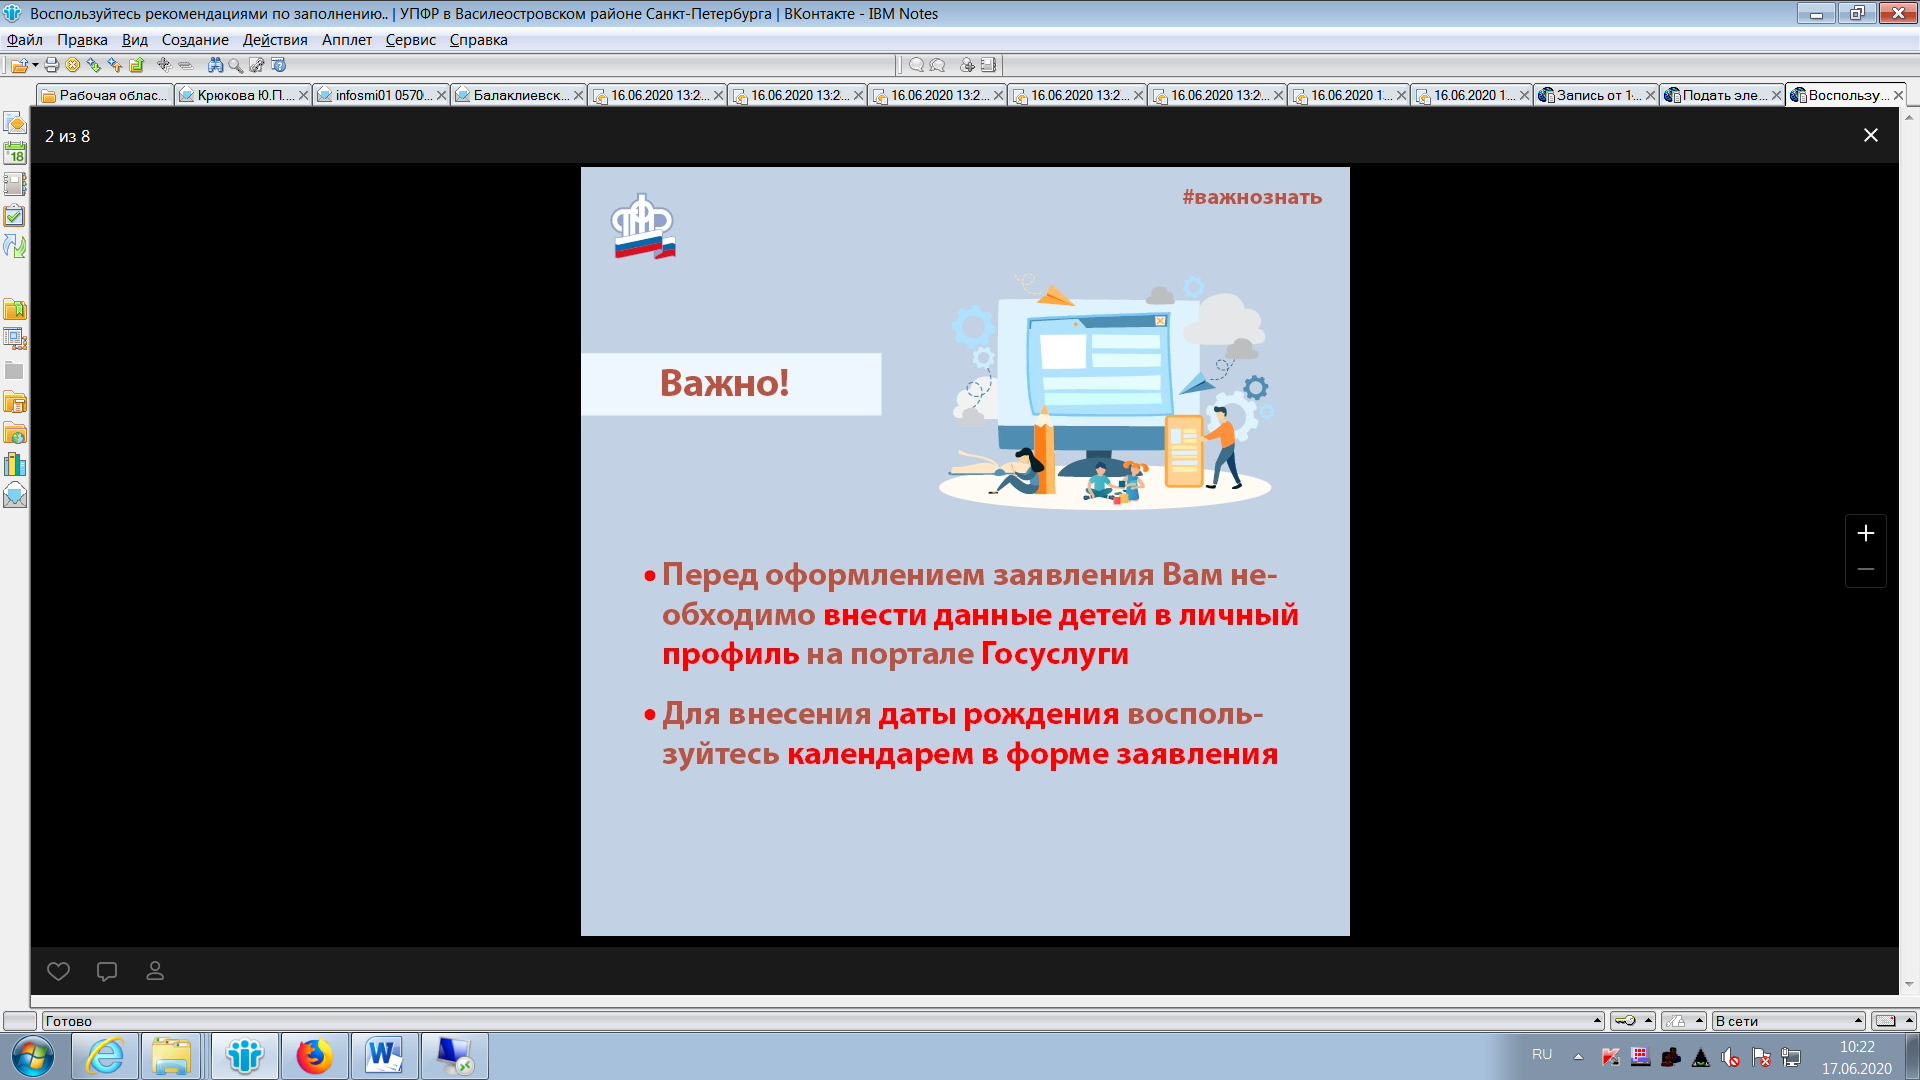 Воспользуйтесь рекомендациями по заполнению.. | УПФР в Василеостровском районе Санкт-Петербурга | ВКонтакте - IBM Notes
Файл Правка Вид Создание Действия Апплет Сервис Справка
Рабочая облас... Крюкова Ю.П.... infosmi01 0570... Балаклиевск... 16.06.2020 13:2... 16.06.2020 13:2... 16.06.2020 13:2... 16.06.2020 13:2... 16.06.2020 13:2... 16.06.2020 1... 16.06.2020 1... Запись от 1... Подать эле... Воспользу...
2 из 8
#важнознать
ПФР
Важно!
• Перед оформлением заявления Вам не-
обходимо внести данные детей в личный
профиль на портале Госуслуги
• Для внесения даты рождения восполь-
зуйтесь календарем в форме заявления
Готово
В сети
RU
10:22
17.06.2020